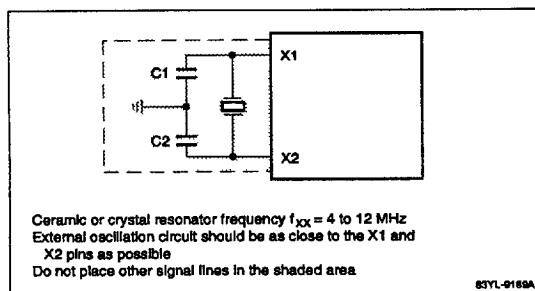 X1
C1
C2
X2
Ceramic or crystal resonator frequency fXX = 4 to 12 MHz
External oscillation circuit should be as close to the X1 and
X2 pins as possible
Do not place other signal lines in the shaded area
83YL-9169A